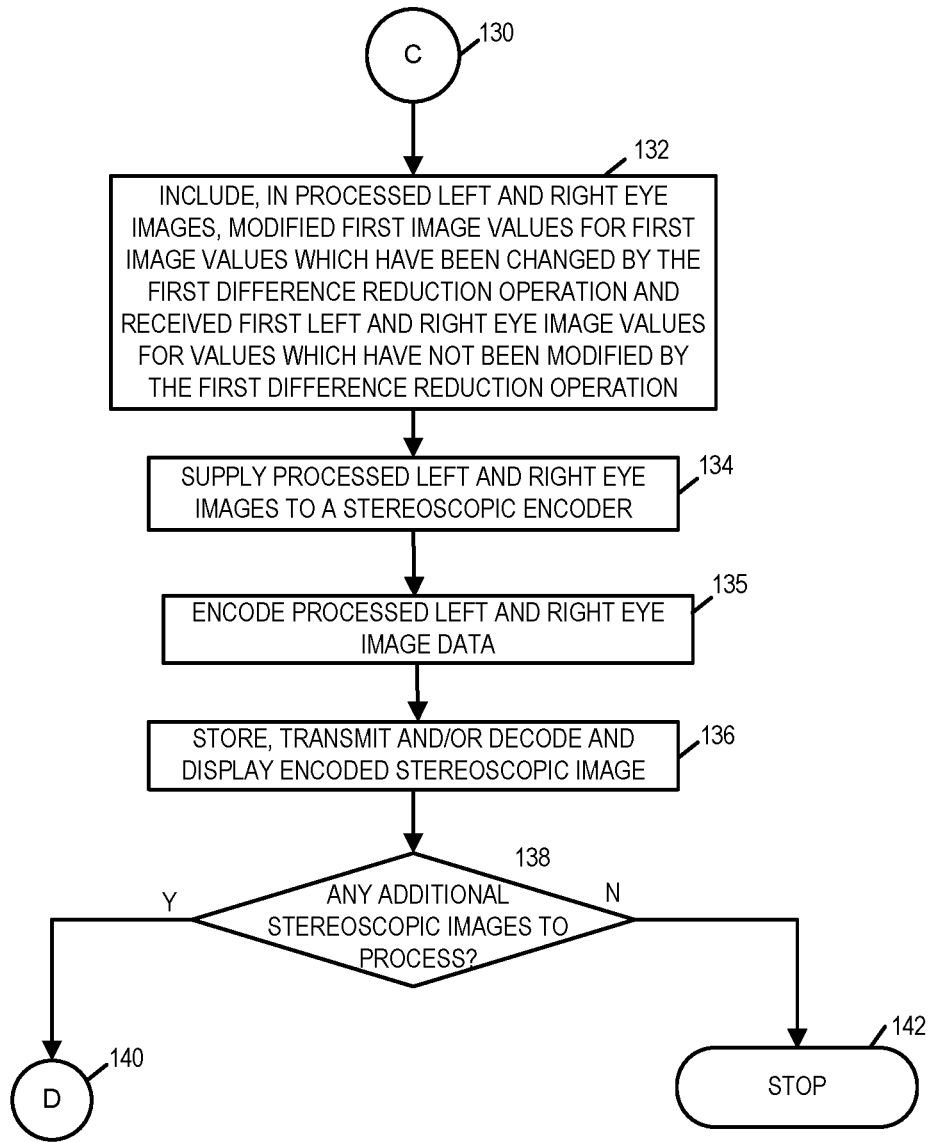 C
130
132
INCLUDE, IN PROCESSED LEFT AND RIGHT EYE
IMAGES, MODIFIED FIRST IMAGE VALUES FOR FIRST
IMAGE VALUES WHICH HAVE BEEN CHANGED BY THE
FIRST DIFFERENCE REDUCTION OPERATION AND
RECEIVED FIRST LEFT AND RIGHT EYE IMAGE VALUES
FOR VALUES WHICH HAVE NOT BEEN MODIFIED BY
THE FIRST DIFFERENCE REDUCTION OPERATION
134
SUPPLY PROCESSED LEFT AND RIGHT EYE
IMAGES TO A STEREOSCOPIC ENCODER
135
ENCODE PROCESSED LEFT AND RIGHT EYE
IMAGE DATA
136
STORE, TRANSMIT AND/OR DECODE AND
DISPLAY ENCODED STEREOSCOPIC IMAGE
138
Y
N
ANY ADDITIONAL
STEREOSCOPIC IMAGES TO
PROCESS?
D
140
142
STOP